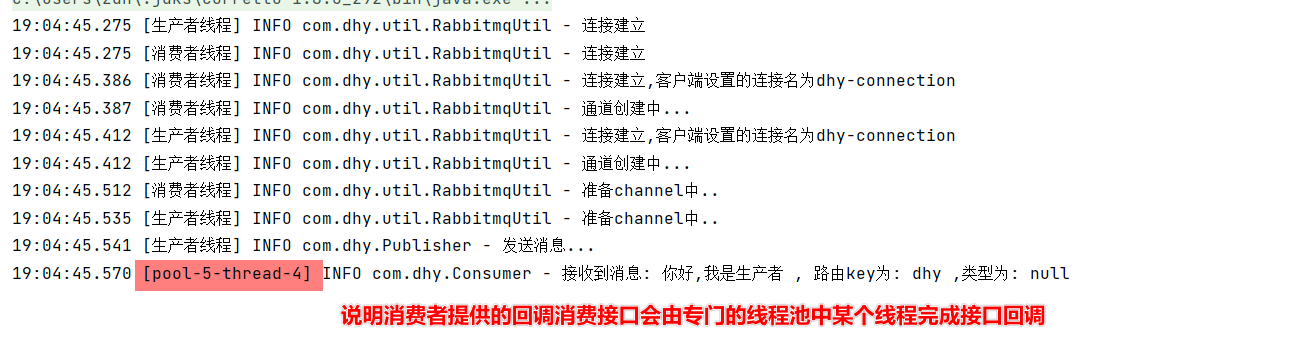 c:\Users\zdh\.jdks\corretto-1.8.0_292\bin\java.exe ...
19:04:45.275 [生产者线程] INFO com.dhy.util.RabbitmqUtil - 连接建立
19:04:45.275 [消费者线程] INFO com.dhy.util.RabbitmqUtil - 连接建立
19:04:45.386 [消费者线程] INFO com.dhy.util.RabbitmqUtil - 连接建立,客户端设置的连接名为dhy-connection
19:04:45.387 [消费者线程] INFO com.dhy.util.RabbitmqUtil - 通道创建中...
19:04:45.412 [生产者线程] INFO com.dhy.util.RabbitmqUtil - 连接建立,客户端设置的连接名为dhy-connection
19:04:45.412 [生产者线程] INFO com.dhy.util.RabbitmqUtil - 通道创建中...
19:04:45.512 [消费者线程] INFO com.dhy.util.RabbitmqUtil - 准备channel中..
19:04:45.535 [生产者线程] INFO com.dhy.util.RabbitmqUtil - 准备channel中..
19:04:45.541 [生产者线程] INFO com.dhy.Publisher - 发送消息...
19:04:45.570 [pool-5-thread-4] INFO com.dhy.Consumer - 接收到消息: 你好,我是生产者 , 路由key为: dhy ,类型为: null
说明消费者提供的回调消费接口会由专门的线程池中某个线程完成接口回调